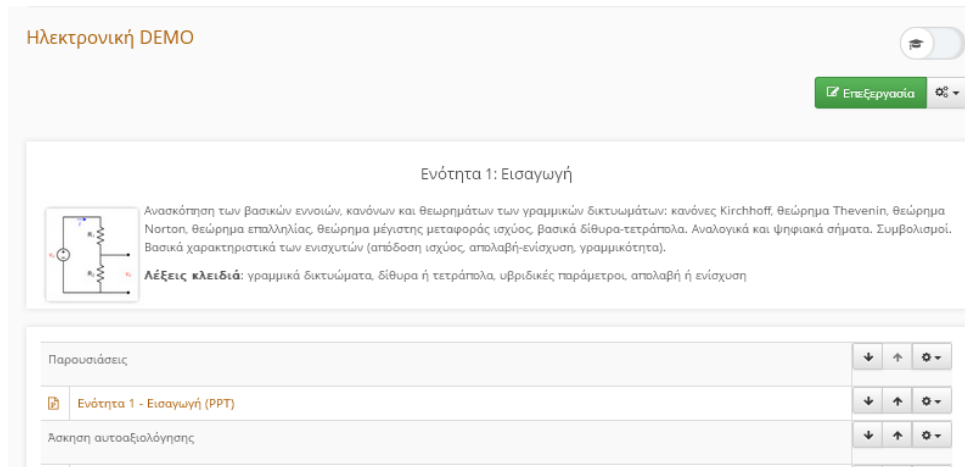 Ηλεκτρονική DEMO
Επεξεργασία
Ενότητα 1: Εισαγωγή
Ανασκόπηση των βασικών εννοιών, κανόνων και θεωρημάτων των γραμμικών δικτυωμάτων: κανόνες Kirchhoff, θεώρημα Thevenin, θεώρημα
Norton, θεώρημα επαλληλίας, θεώρημα μέγιστης μεταφοράς ισχύος, βασικά δίθυρα-τετράπολα. Αναλογικά και ψηφιακά σήματα. Συμβολισμοί.
Βασικά χαρακτηριστικά των ενισχυτών (απόδοση ισχύος, απολαβή-ενίσχυση, γραμμικότητα).
Λέξεις κλειδιά: γραμμικά δικτυώματα, δίθυρα ή τετράπολα, υβριδικές παράμετροι, απολαβή ή ενίσχυση
Παρουσιάσεις
Ενότητα 1 - Εισαγωγή (PPT)
Άσκηση αυτοαξιολόγησης